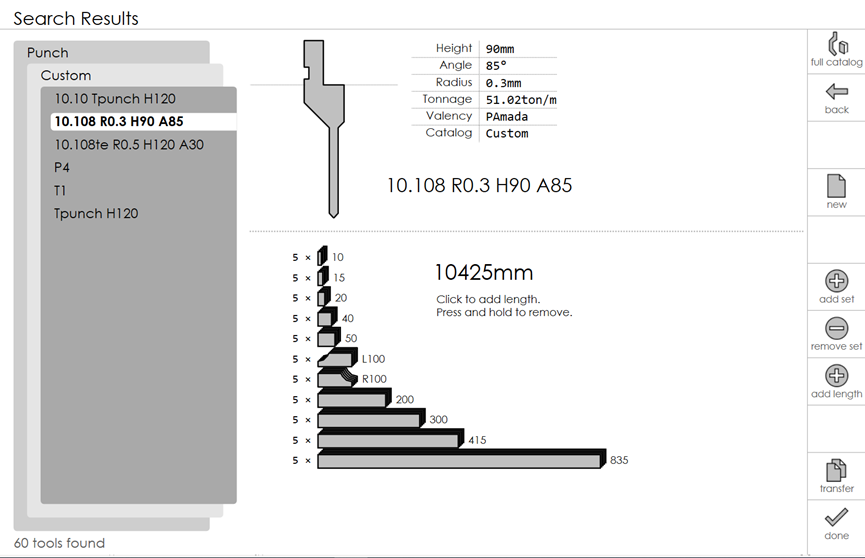 Search Results
Punch
Custom
10.10 Tpunch H120
10.108 R0.3 H90 A85
10.108te R0.5 H120 A30
P4
T1
Tpunch H120
60 tools found
Height 90mm
Angle 85°
Radius 0.3mm
Tonnage 51.02ton/m
Valency PAmada
Catalog Custom
10.108 R0.3 H90 A85
10425mm
Click to add length.
Press and hold to remove.
5 × 10
5 × 15
5 × 20
5 × 40
5 × 50
5 × L100
5 × R100
5 × 200
5 × 300
5 × 415
5 × 835
full catalog
back
new
add set
remove set
add length
transfer
done